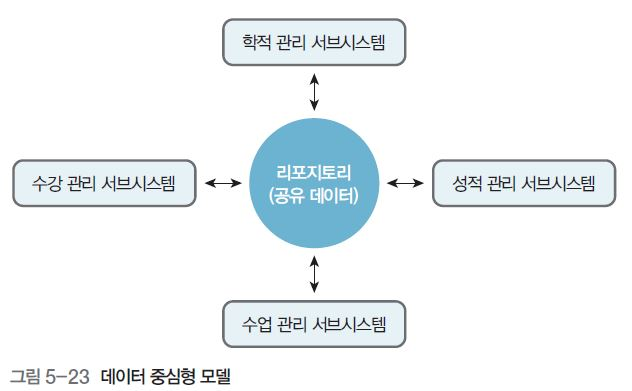 학적 관리 서브시스템
수강 관리 서브시스템
리포지토리
(공유 데이터)
성적 관리 서브시스템
수업 관리 서브시스템
그림 5-23 데이터 중심형 모델